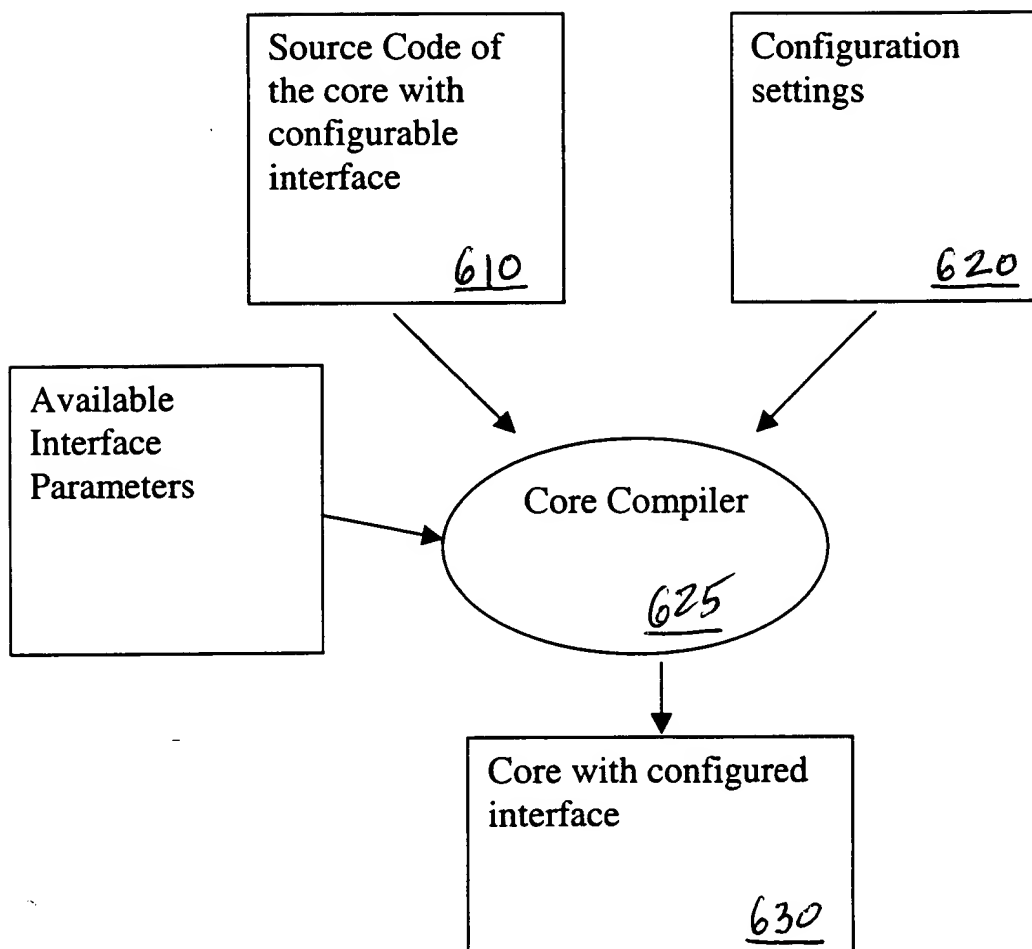 Source Code of
the core with
configurable
interface
610
Configuration
settings
620
Available
Interface
Parameters
Core Compiler
625
Core with configured
interface
630